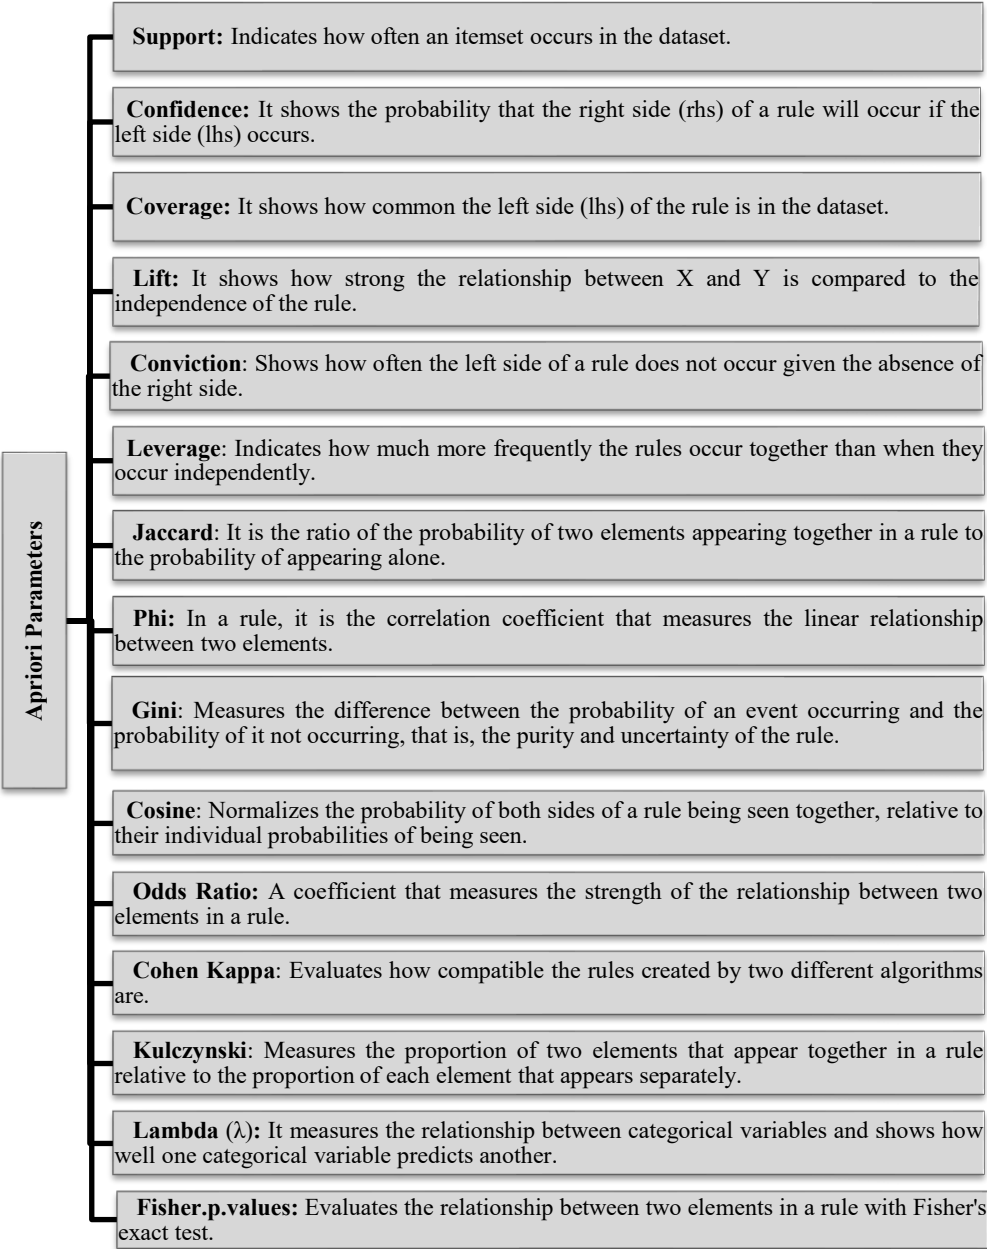 Apriori Parameters
Support: Indicates how often an itemset occurs in the dataset.
Confidence: It shows the probability that the right side (rhs) of a rule will occur if the
left side (lhs) occurs.
Coverage: It shows how common the left side (lhs) of the rule is in the dataset.
Lift: It shows how strong the relationship between X and Y is compared to the
independence of the rule.
Conviction: Shows how often the left side of a rule does not occur given the absence of
the right side.
Leverage: Indicates how much more frequently the rules occur together than when they
occur independently.
Jaccard: It is the ratio of the probability of two elements appearing together in a rule to
the probability of appearing alone.
Phi: In a rule, it is the correlation coefficient that measures the linear relationship
between two elements.
Gini: Measures the difference between the probability of an event occurring and the
probability of it not occurring, that is, the purity and uncertainty of the rule.
Cosine: Normalizes the probability of both sides of a rule being seen together, relative to
their individual probabilities of being seen.
Odds Ratio: A coefficient that measures the strength of the relationship between two
elements in a rule.
Cohen Kappa: Evaluates how compatible the rules created by two different algorithms
are.
Kulczynski: Measures the proportion of two elements that appear together in a rule
relative to the proportion of each element that appears separately.
Lambda (λ): It measures the relationship between categorical variables and shows how
well one categorical variable predicts another.
Fisher.p.values: Evaluates the relationship between two elements in a rule with Fisher's
exact test.